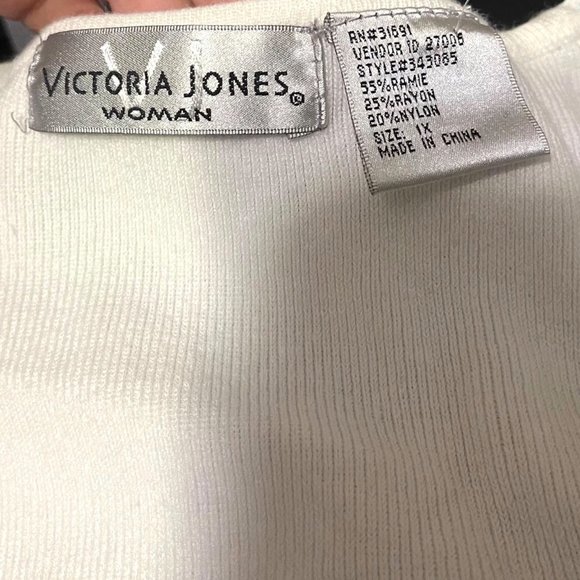 VICTORIA JONES®
WOMAN
RN#31691
VENDOR ID 27006
STYLE#343085
55%RAMIE
25%RAYON
20%NYLON
SIZE: 1X
MADE IN CHINA